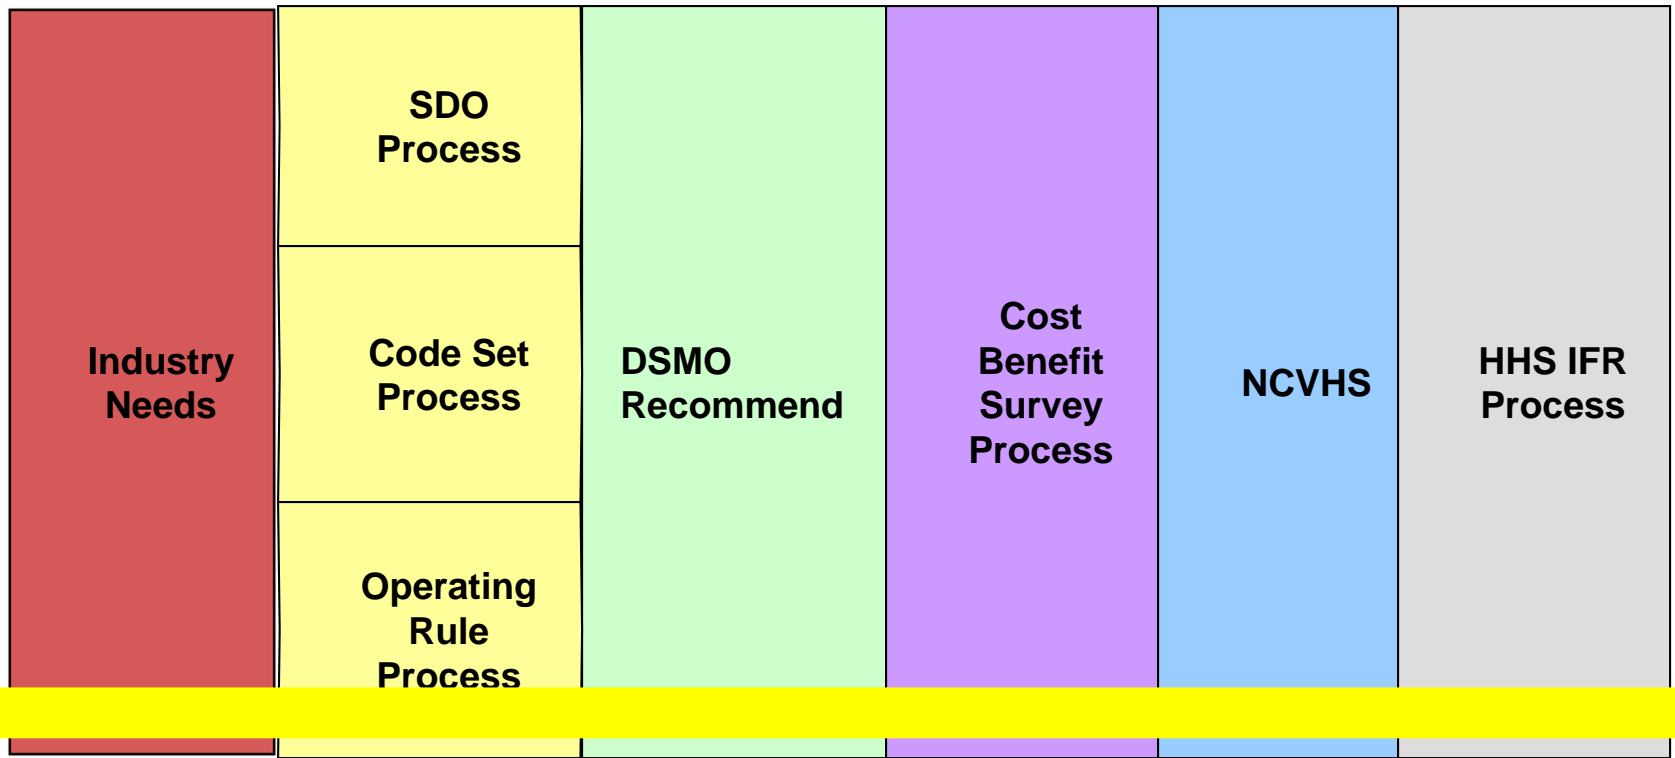 Industry
Needs
SDO
Process
Code Set
Process
Operating
Rule
Process
DSMO
Recommend
Cost
Benefit
Survey
Process
NCVHS
HHS IFR
Process